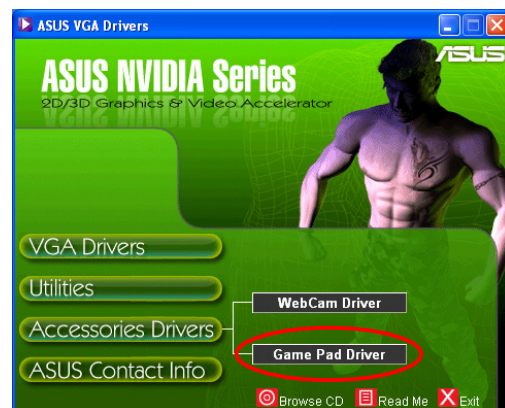 ASUS VGA Drivers
ASUS
ASUS NVIDIA Series
2D/3D Graphics & Video Accelerator
VGA Drivers
Utilities
WebCam Driver
Accessories Drivers
Game Pad Driver
ASUS Contact Info
Browse CD Read Me Exit